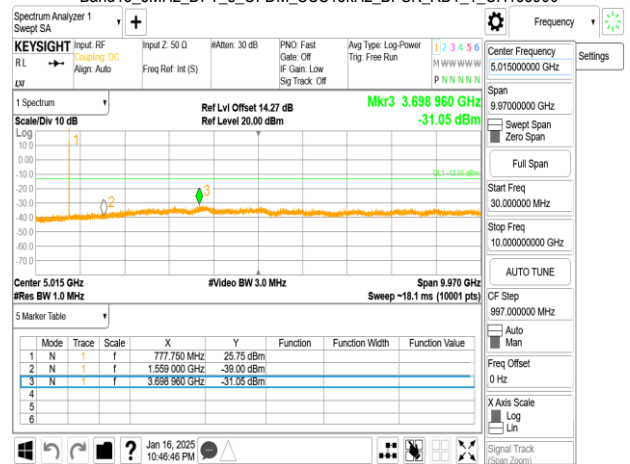 Spectrum Analyzer 1
Swept SA
Frequency
Settings
KEYSIGHT
Input: RF
Coupling: DC
Align: Auto
Input Z: 50 Ω
Freq Ref: Int (S)
#Atten: 30 dB
PNO: Fast
Gate: Off
IF Gain: Low
Sig Track: Off
Avg Type: Log-Power
Trig: Free Run
1 2 3 4 5 6
M W W W W W
P N N N N N
RL
LXI
1 Spectrum
Scale/Div 10 dB
Ref Lvl Offset 14.27 dB
Ref Level 20.00 dBm
Mkr3 3.698 960 GHz
-31.05 dBm
Log
10.0
0.00
-10.0
-20.0
-30.0
-40.0
-50.0
-60.0
-70.0
1
2
3
DL1 -13.00 dBm
Center 5.015 GHz
#Res BW 1.0 MHz
#Video BW 3.0 MHz
Span 9.970 GHz
Sweep ~18.1 ms (10001 pts)
5 Marker Table
Mode Trace Scale X Y Function Function Width Function Value
1 N 1 f 777.750 MHz 25.75 dBm
2 N 1 f 1.559 000 GHz -39.00 dBm
3 N 1 f 3.698 960 GHz -31.05 dBm
4
5
6
Jan 16, 2025
10:46:46 PM
Center Frequency
5.015000000 GHz
Span
9.97000000 GHz
Swept Span
Zero Span
Full Span
Start Freq
30.000000 MHz
Stop Freq
10.000000000 GHz
AUTO TUNE
CF Step
997.000000 MHz
Auto
Man
Freq Offset
0 Hz
X Axis Scale
Log
Lin
Signal Track
(Span Zoom)